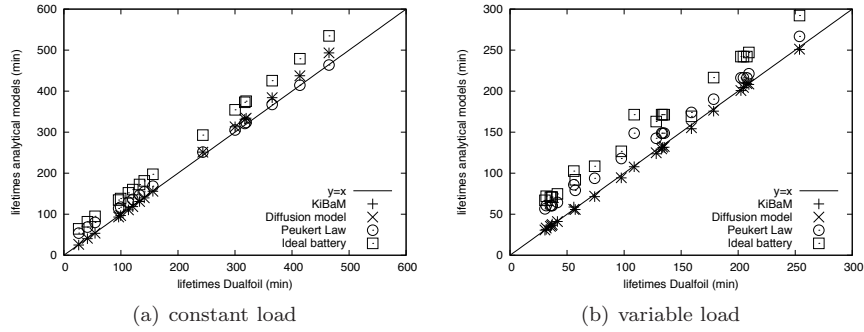 600
500
400
300
200
100
0
0 100 200 300 400 500 600
lifetimes analytical models (min)
lifetimes Dualfoil (min)
y=x
KiBaM
Diffusion model
Peukert Law
Ideal battery
(a) constant load
300
250
200
150
100
50
0
0 50 100 150 200 250 300
lifetimes analytical models (min)
lifetimes Dualfoil (min)
y=x
KiBaM
Diffusion model
Peukert Law
Ideal battery
(b) variable load